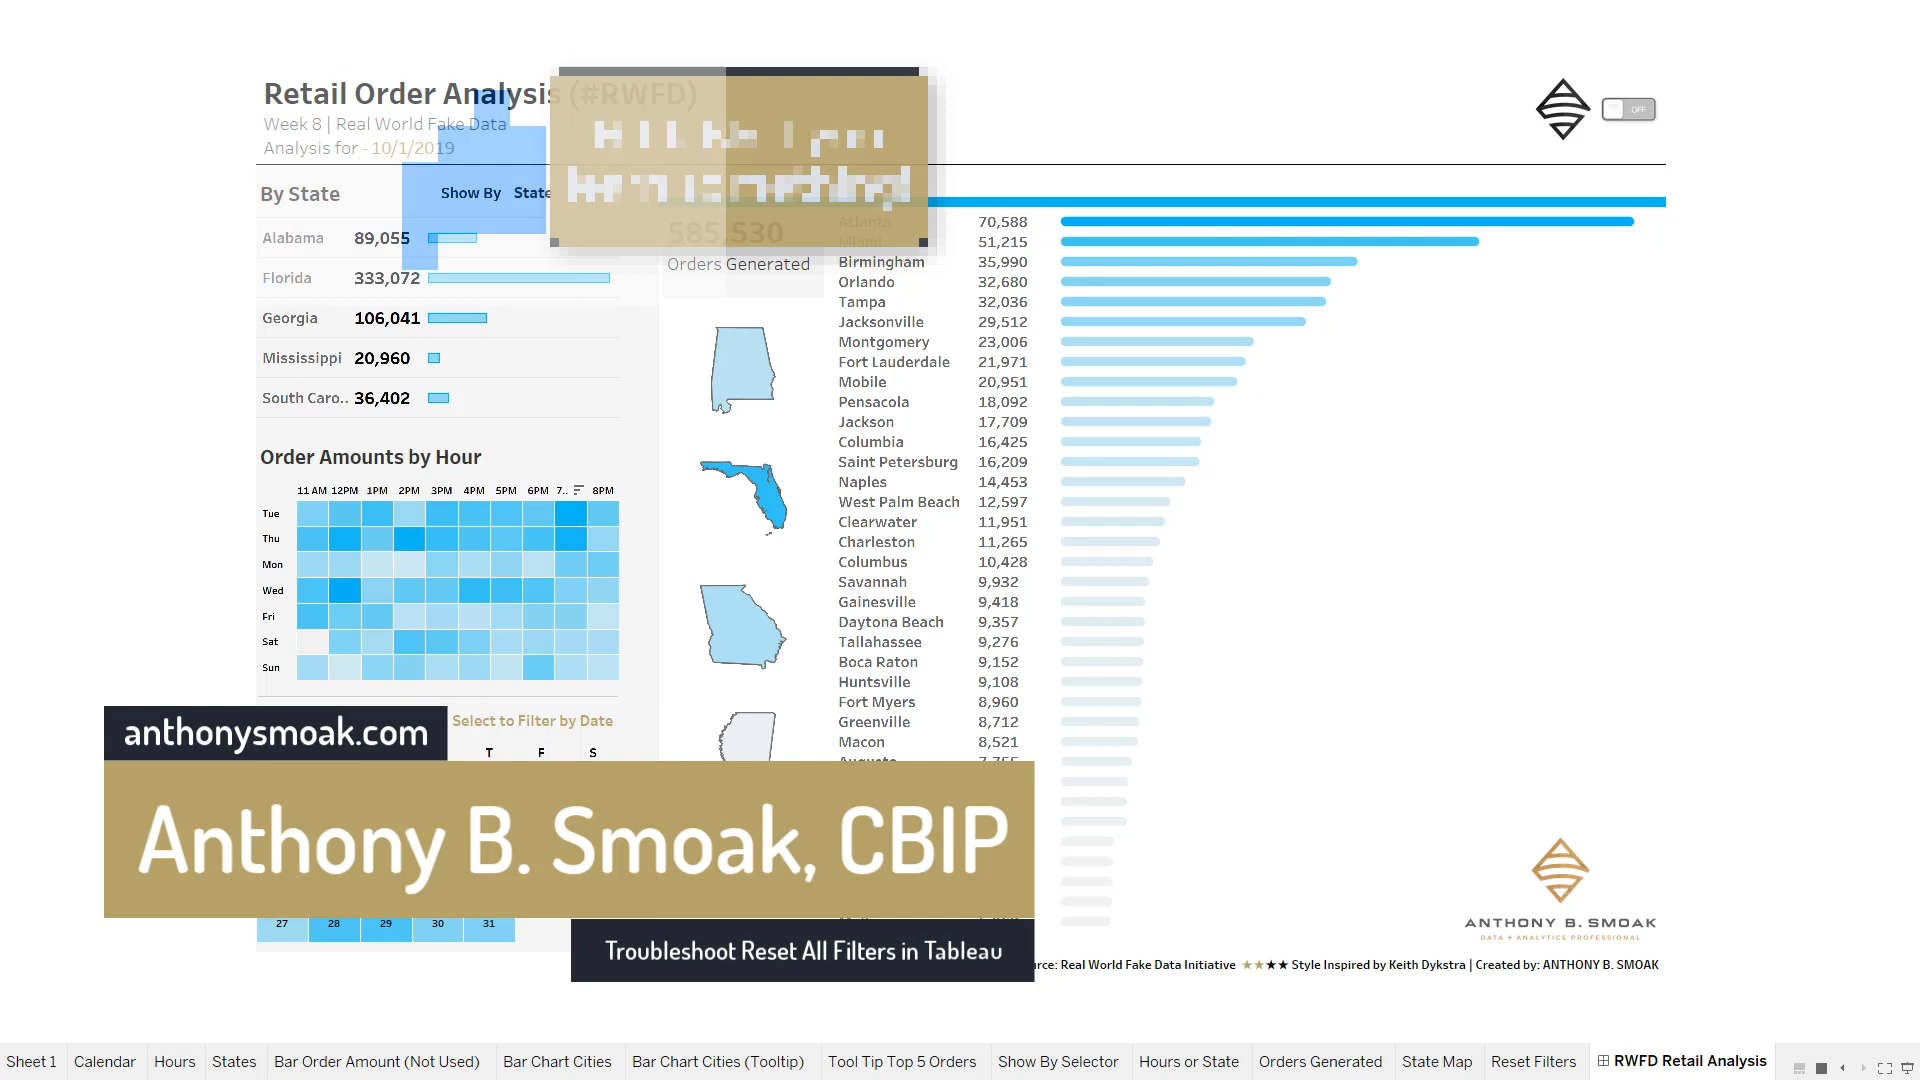 Retail Order Analysis (#RWFD)
Week 8 | Real World Fake Data
Analysis for - 10/1/2019
OFF
By State
Show By State
Alabama 89,055
Florida 333,072
Georgia 106,041
Mississippi 20,960
South Caro.. 36,402
585,530
Orders Generated
Order Amounts by Hour
11 AM 12PM 1PM 2PM 3PM 4PM 5PM 6PM 7.. 8PM
Tue
Thu
Mon
Wed
Fri
Sat
Sun
Atlanta 70,588
Miami 51,215
Birmingham 35,990
Orlando 32,680
Tampa 32,036
Jacksonville 29,512
Montgomery 23,006
Fort Lauderdale 21,971
Mobile 20,951
Pensacola 18,092
Jackson 17,709
Columbia 16,425
Saint Petersburg 16,209
Naples 14,453
West Palm Beach 12,597
Clearwater 11,951
Charleston 11,265
Columbus 10,428
Savannah 9,932
Gainesville 9,418
Daytona Beach 9,357
Tallahassee 9,276
Boca Raton 9,152
Huntsville 9,108
Fort Myers 8,960
Greenville 8,712
Macon 8,521
Select to Filter by Date
T F S
27 28 29 30 31
anthonysmoak.com
Anthony B. Smoak, CBIP
Troubleshoot Reset All Filters in Tableau
ANTHONY B. SMOAK
DATA + ANALYTICS PROFESSIONAL
Real World Fake Data Initiative ★★★★ Style Inspired by Keith Dykstra | Created by: ANTHONY B. SMOAK
Sheet 1 Calendar Hours States Bar Order Amount (Not Used) Bar Chart Cities Bar Chart Cities (Tooltip) Tool Tip Top 5 Orders Show By Selector Hours or State Orders Generated State Map Reset Filters RWFD Retail Analysis